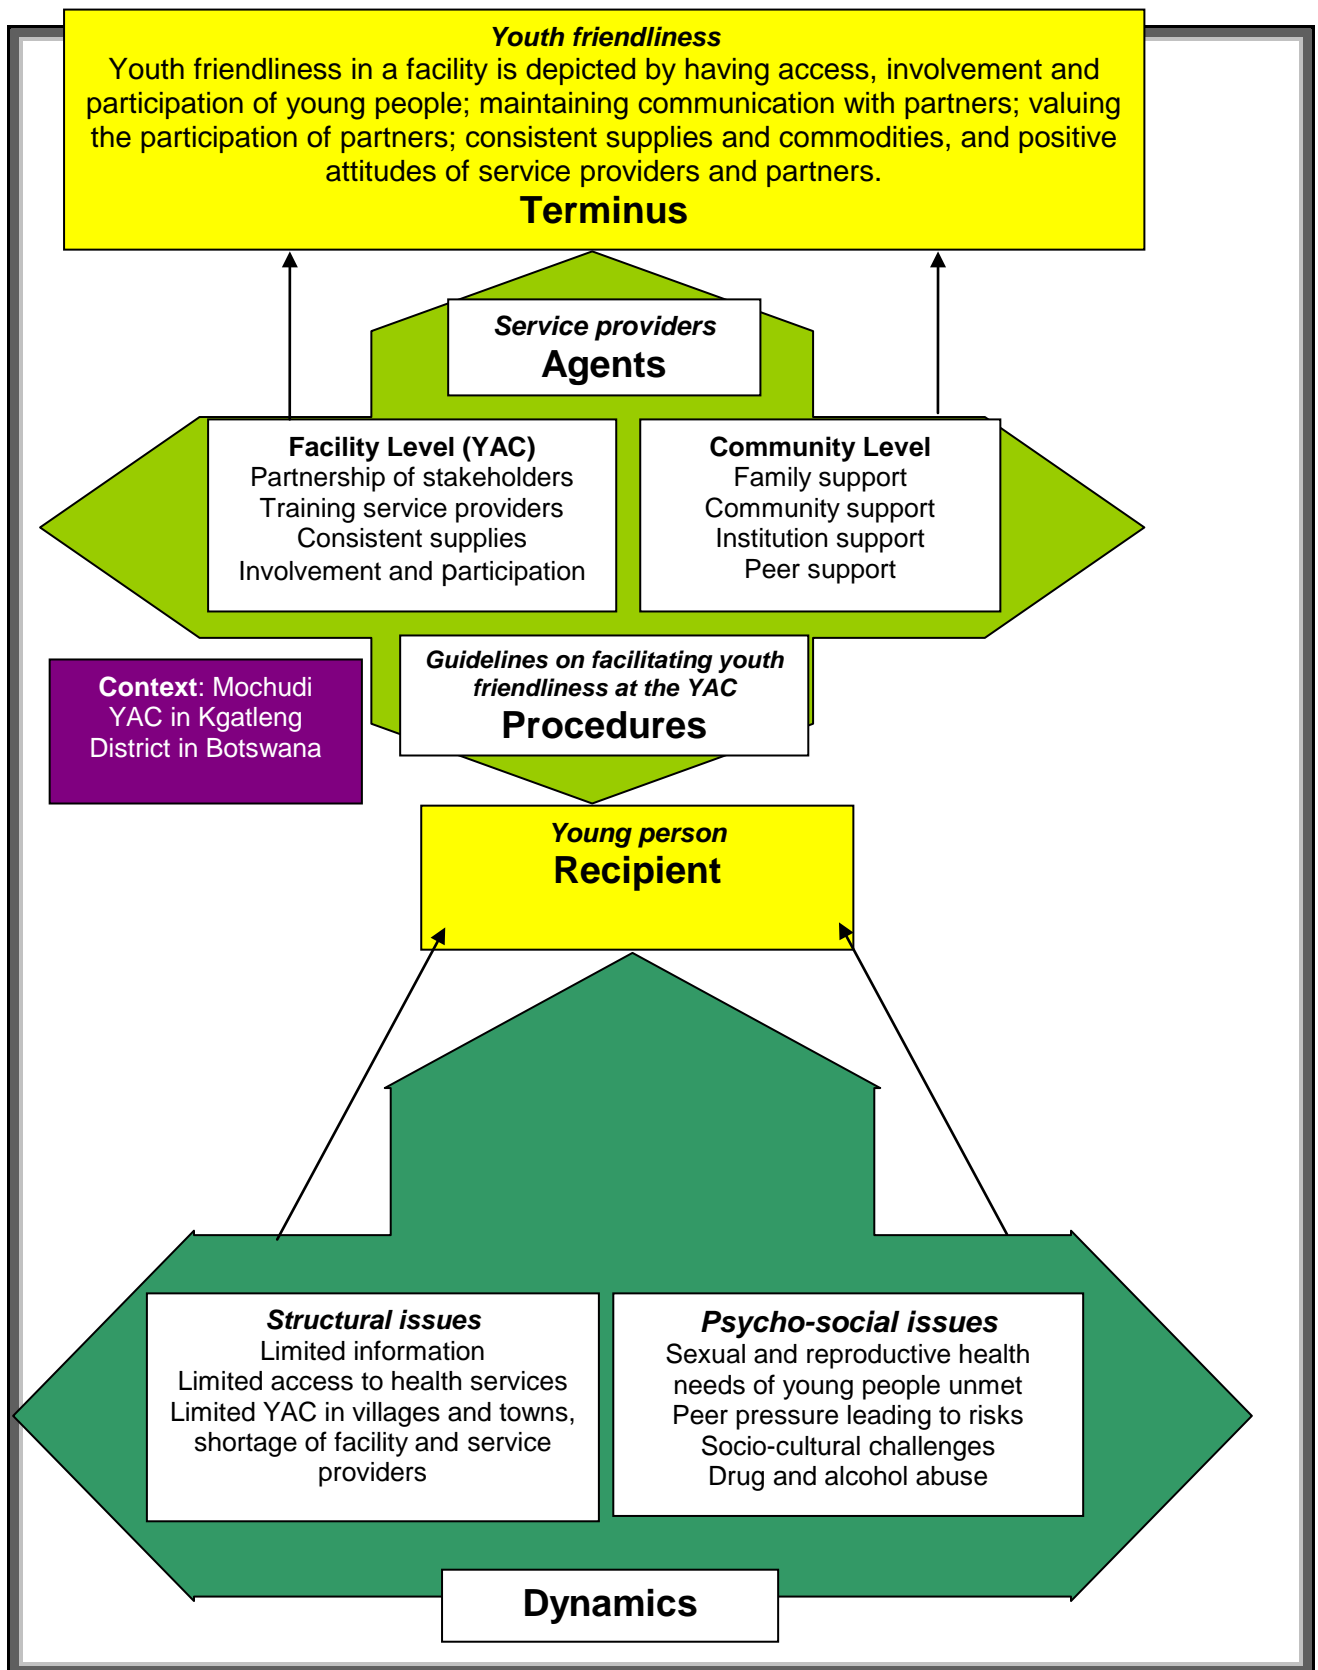 Youth friendliness
Youth friendliness in a facility is depicted by having access, involvement and
participation of young people; maintaining communication with partners; valuing
the participation of partners; consistent supplies and commodities, and positive
attitudes of service providers and partners.
Terminus
Service providers
Agents
Facility Level (YAC)
Partnership of stakeholders
Training service providers
Consistent supplies
Involvement and participation
Community Level
Family support
Community support
Institution support
Peer support
Guidelines on facilitating youth
friendliness at the YAC
Procedures
Context: Mochudi
YAC in Kgatleng
District in Botswana
Young person
Recipient
Structural issues
Limited information
Limited access to health services
Limited YAC in villages and towns,
shortage of facility and service
providers
Psycho-social issues
Sexual and reproductive health
needs of young people unmet
Peer pressure leading to risks
Socio-cultural challenges
Drug and alcohol abuse
Dynamics